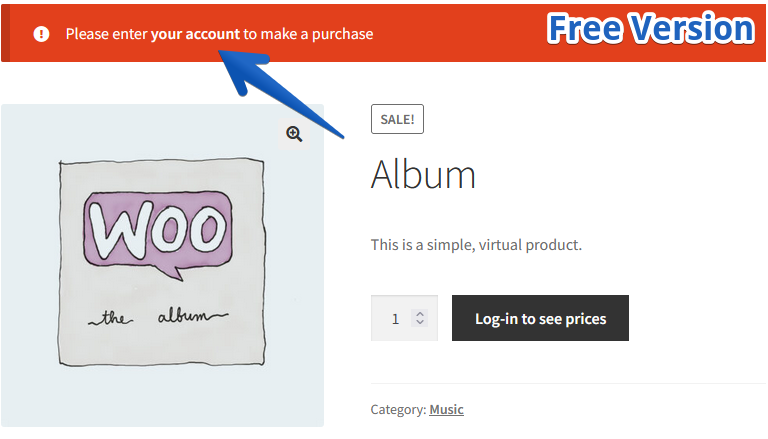 Please enter your account to make a purchase
Free Version
SALE!
Album
WOO
the album
This is a simple, virtual product.
1
Log-in to see prices
Category: Music